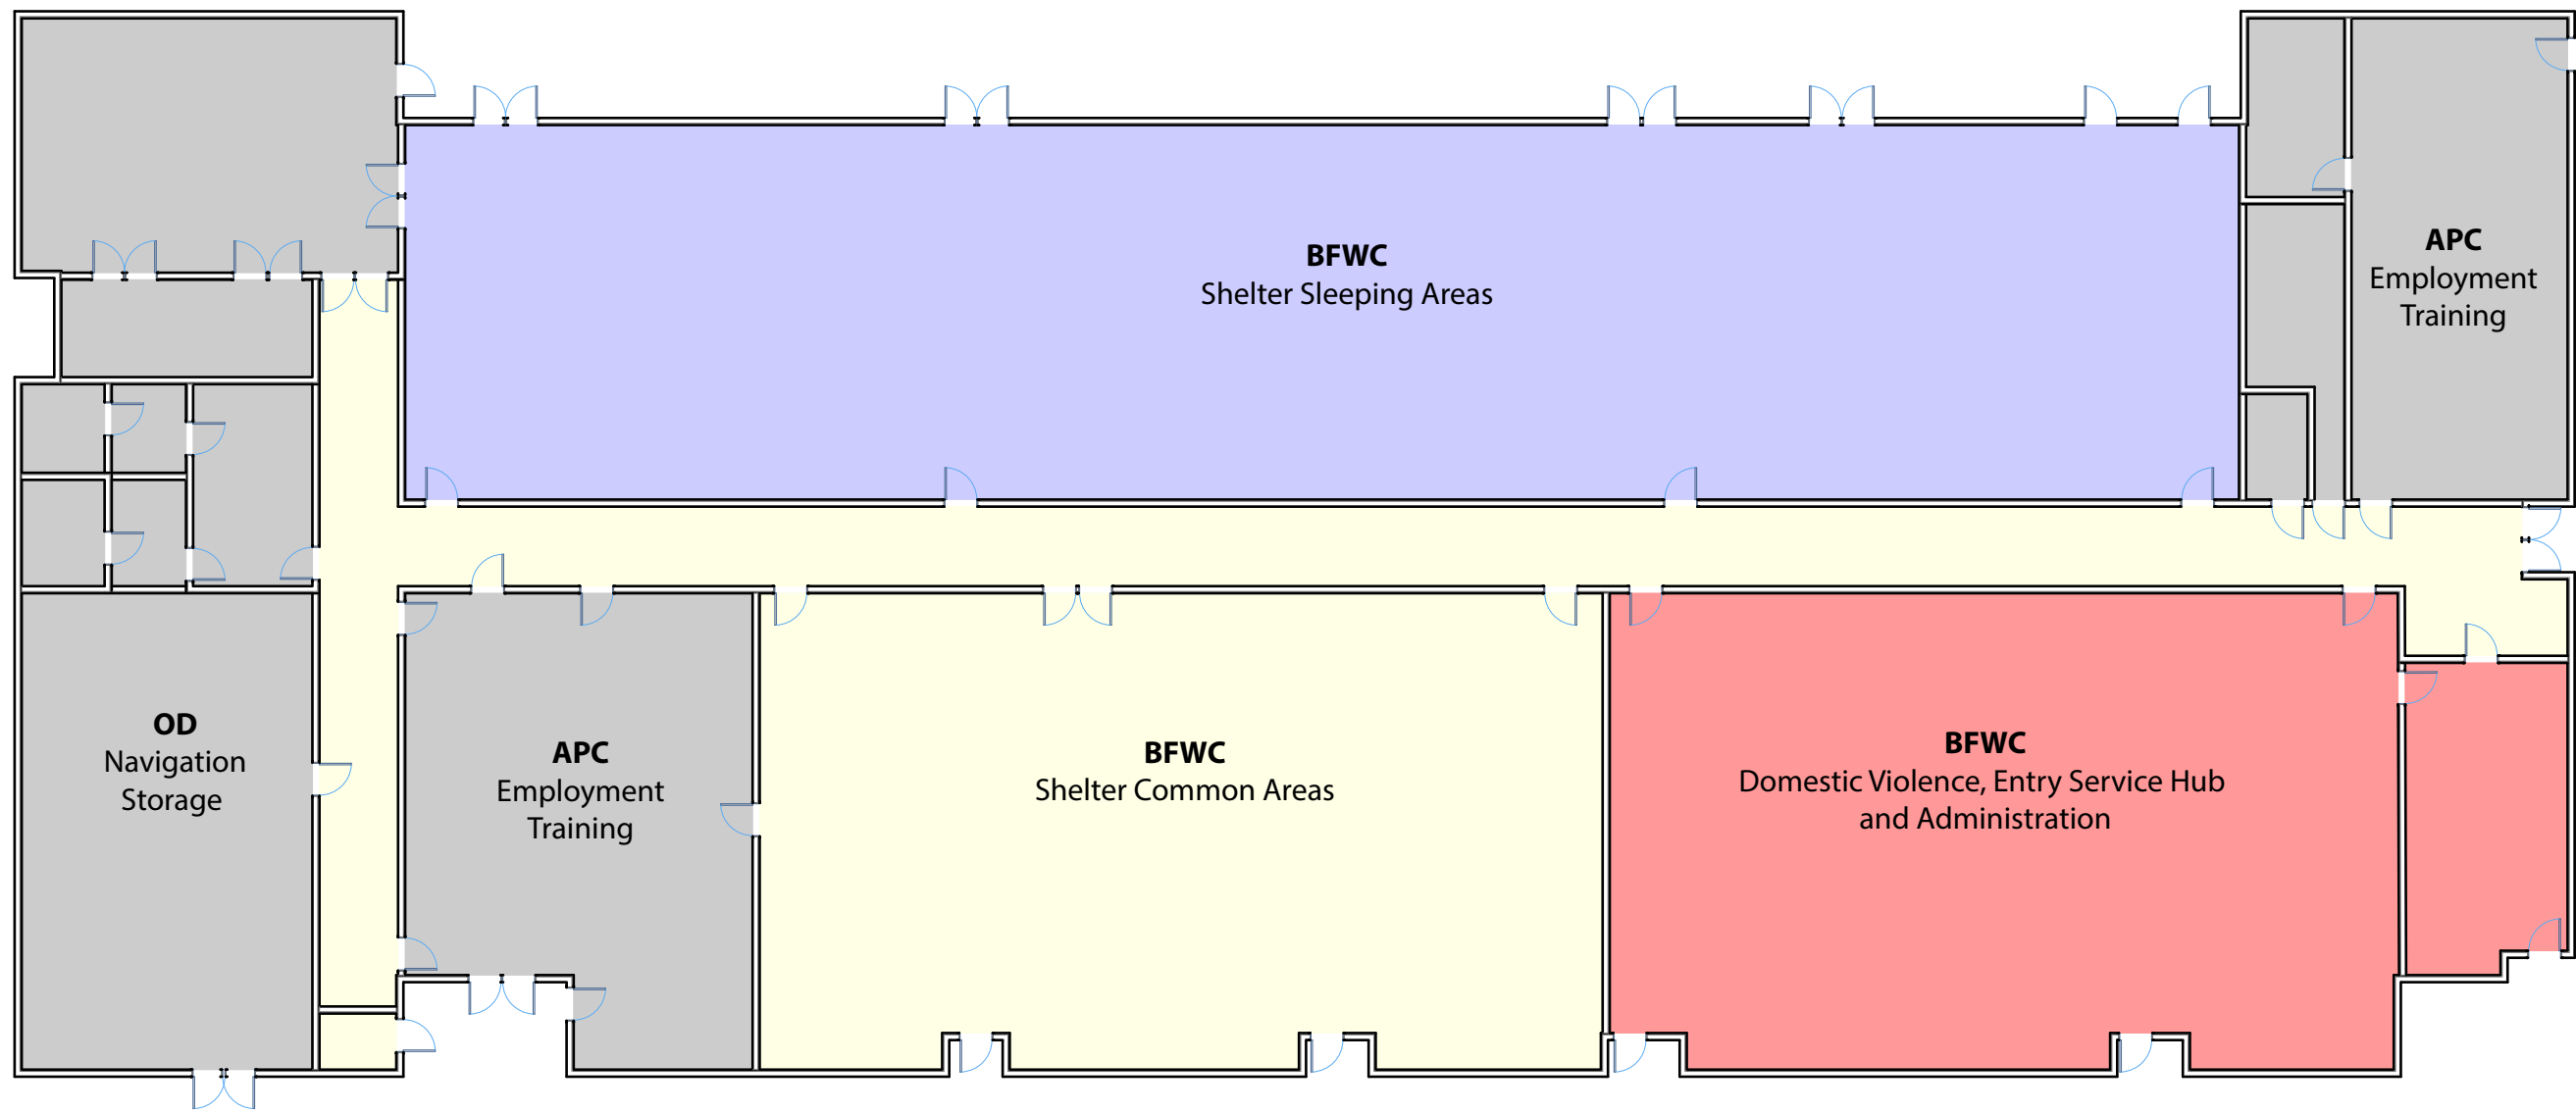 BFWC
Shelter Sleeping Areas
APC
Employment
Training
OD
Navigation
Storage
APC
Employment
Training
BFWC
Shelter Common Areas
BFWC
Domestic Violence, Entry Service Hub
and Administration